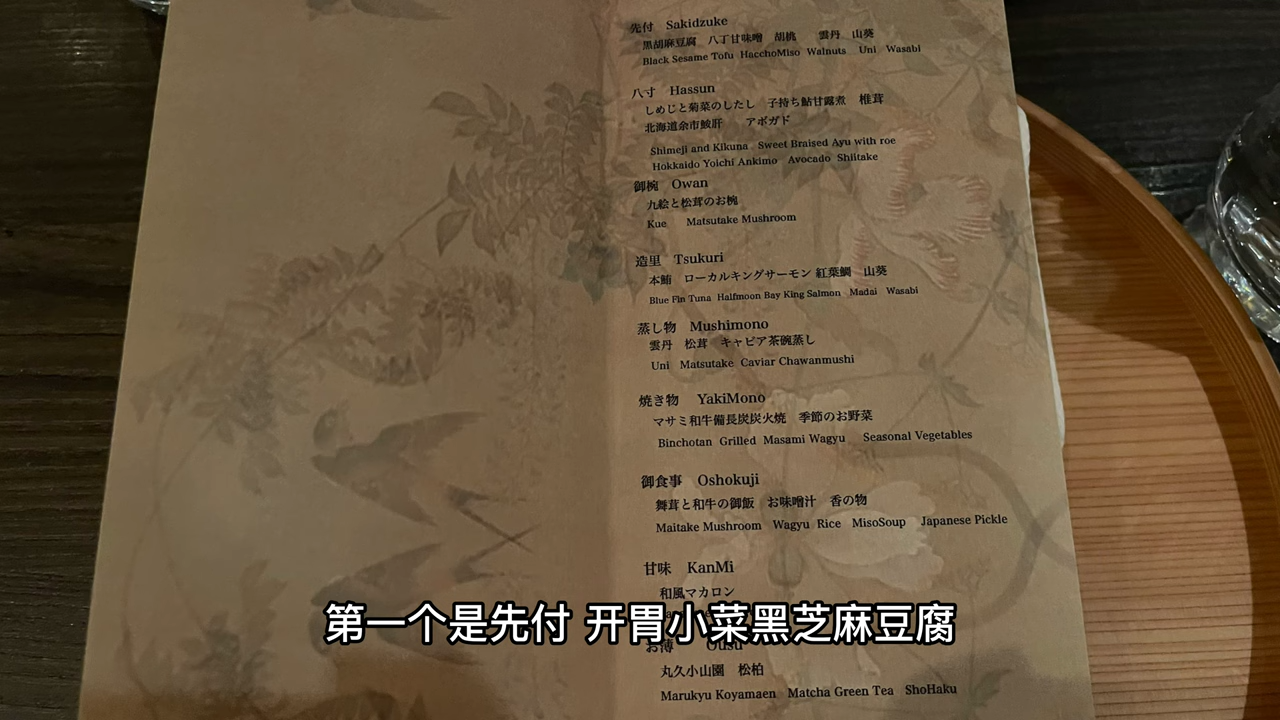 先付 Sakidzuke
黒胡麻豆腐 八丁甘味噌 胡桃 雲丹 山葵
Black Sesame Tofu HacchoMiso Walnuts Uni Wasabi
八寸 Hassun
しめじと菊菜のしたし 子持ち鮎甘露煮 椎茸
北海道余市鮟肝 アボガド
Shimeji and Kikuna Sweet Braised Ayu with roe
Hokkaido Yoichi Ankimo Avocado Shiitake
御椀 Owan
九絵と松茸のお椀
Kue Matsutake Mushroom
造里 Tsukuri
本鮪 ローカルキングサーモン 紅葉鯛 山葵
Blue Fin Tuna Halfmoon Bay King Salmon Madai Wasabi
蒸し物 Mushimono
雲丹 松茸 キャビア茶碗蒸し
Uni Matsutake Caviar Chawanmushi
焼き物 YakiMono
マサミ和牛備長炭炭火焼 季節のお野菜
Binchotan Grilled Masami Wagyu Seasonal Vegetables
御食事 Oshokuji
舞茸と和牛の御飯 お味噌汁 香の物
Maitake Mushroom Wagyu Rice MisoSoup Japanese Pickle
甘味 KanMi
和風マカロン
第一个是先付 开胃小菜黑芝麻豆腐
お薄 Ousu
丸久小山園 松柏
Marukyu Koyamaen Matcha Green Tea ShoHaku